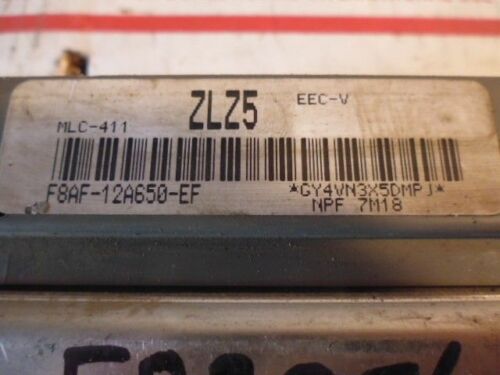 ZLZ5 EEC-V
MLC-411
F8AF-12A650-EF *GY4VN3X5DMPJ*
NPF 7M18